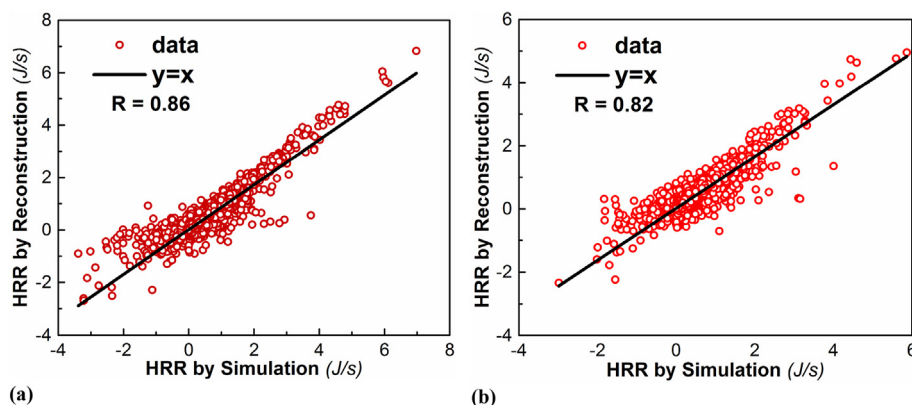 8
6
4
2
0
-2
-4
-4 -2 0 2 4 6 8
HRR by Reconstruction (J/s)
HRR by Simulation (J/s)
data
y=x
R = 0.86
(a)
6
4
2
0
-2
-4
-4 -2 0 2 4 6
HRR by Reconstruction (J/s)
HRR by Simulation (J/s)
data
y=x
R = 0.82
(b)